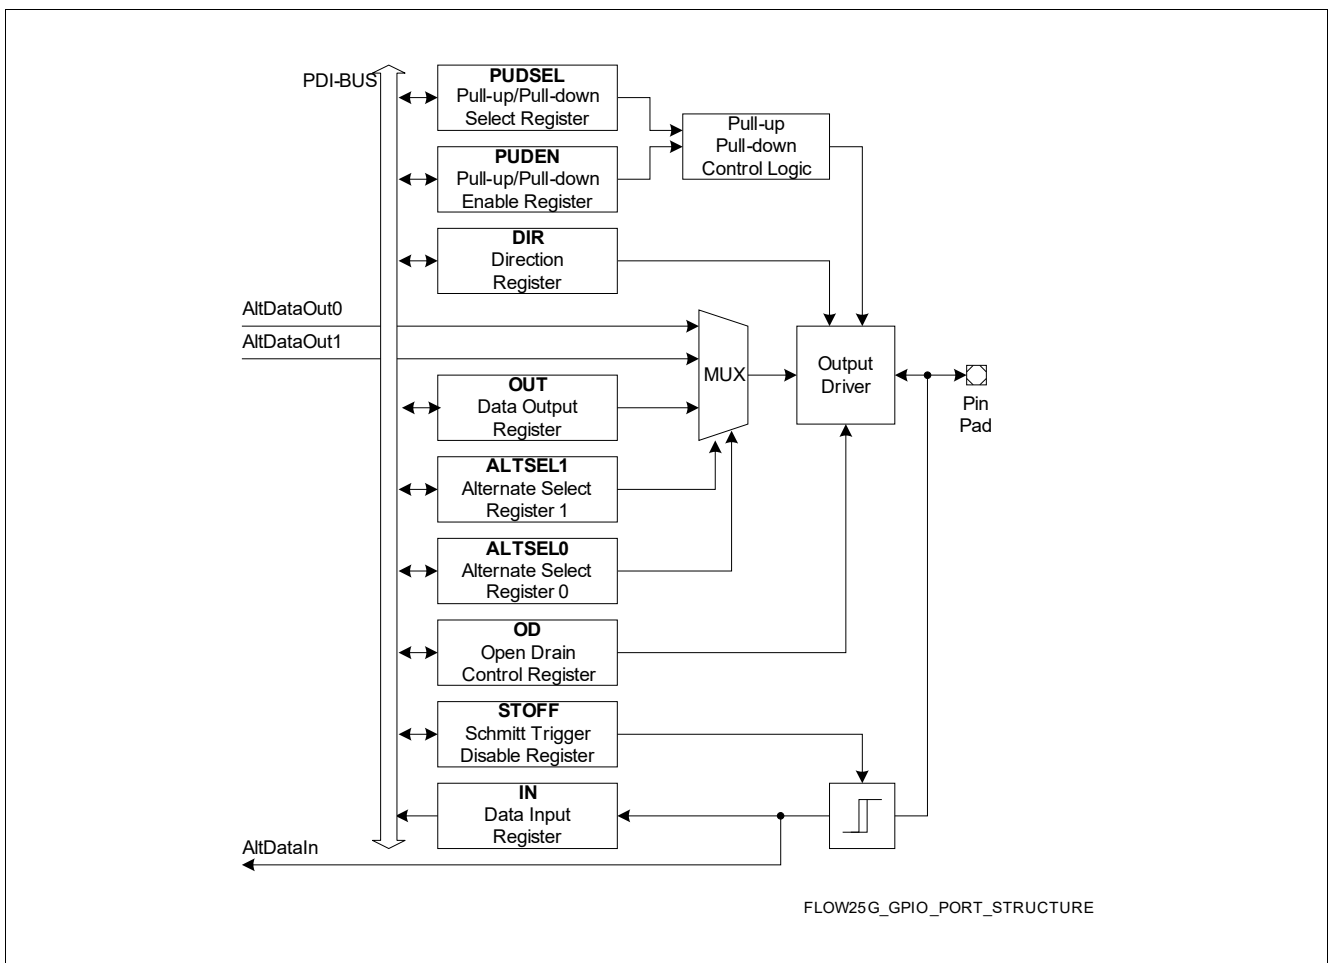 PDI-BUS
PUDSEL
Pull-up/Pull-down
Select Register
Pull-up
Pull-down
Control Logic
PUDEN
Pull-up/Pull-down
Enable Register
DIR
Direction
Register
AltDataOut0
AltDataOut1
MUX
Output
Driver
Pin
Pad
OUT
Data Output
Register
ALTSEL1
Alternate Select
Register 1
ALTSEL0
Alternate Select
Register 0
OD
Open Drain
Control Register
STOFF
Schmitt Trigger
Disable Register
IN
Data Input
Register
AltDataIn
FLOW25G_GPIO_PORT_STRUCTURE